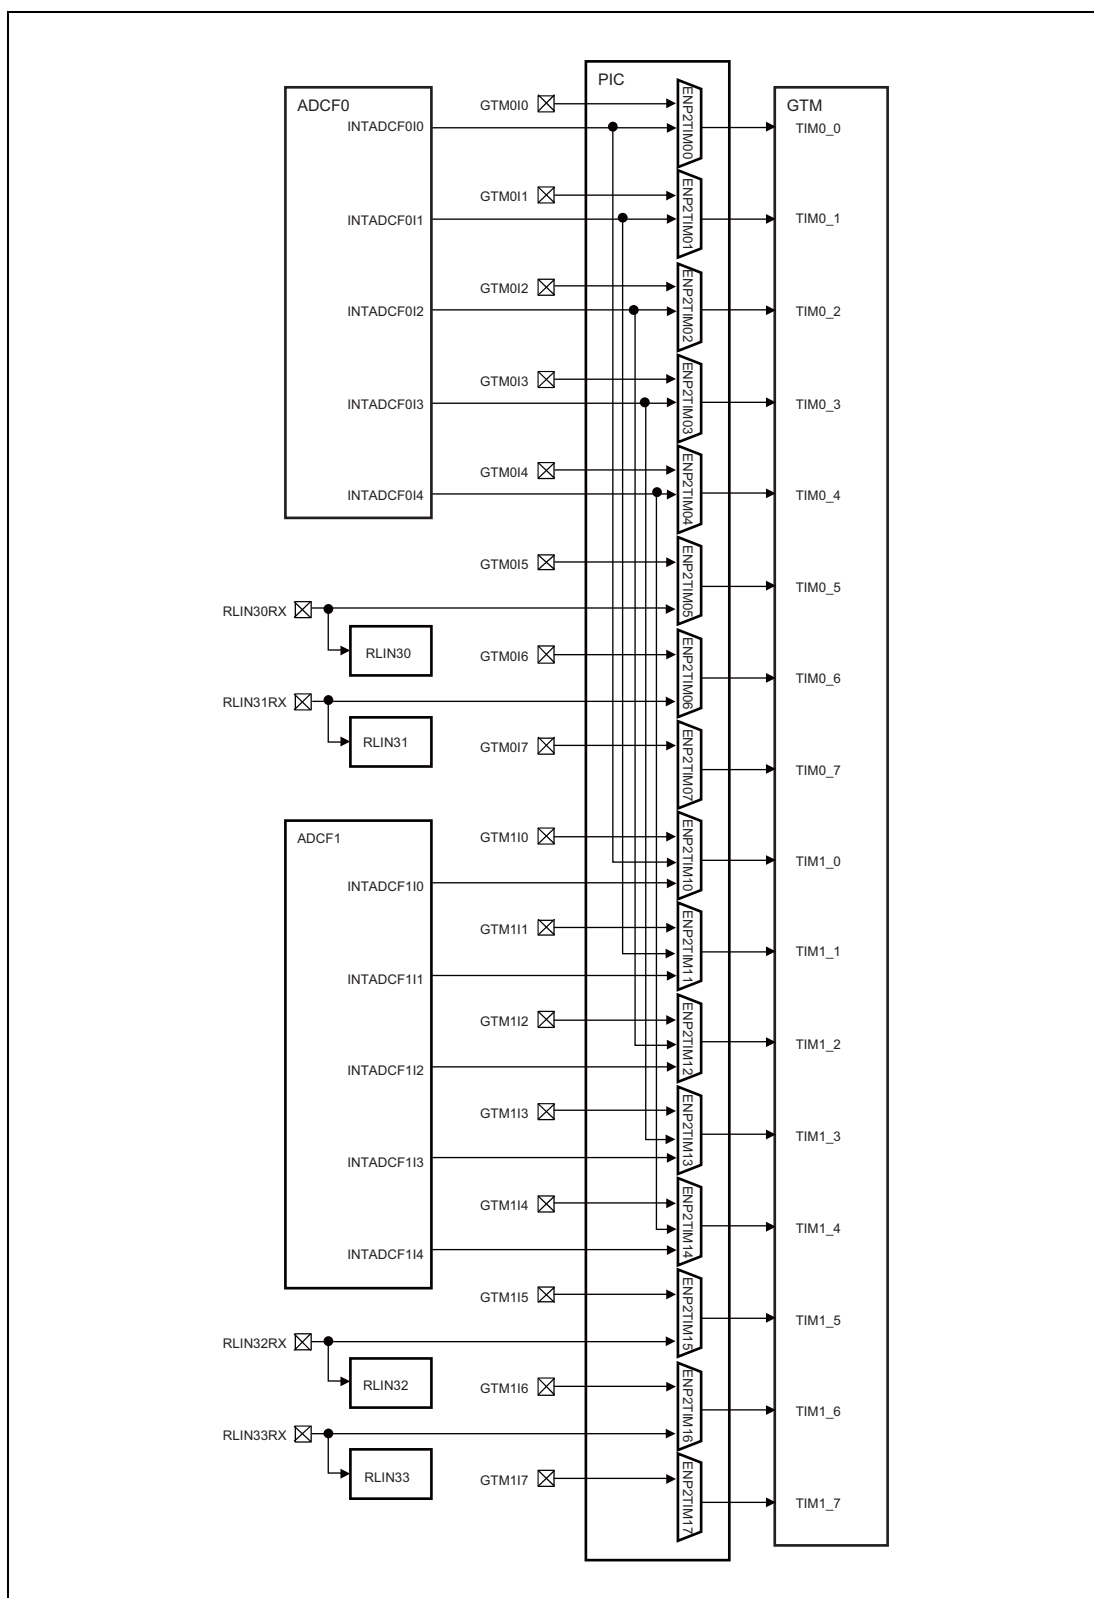 PIC
ADCF0
GTM
GTM0I0
ENP2TIM00
INTADCF0I0
TIM0_0
GTM0I1
ENP2TIM01
INTADCF0I1
TIM0_1
GTM0I2
ENP2TIM02
INTADCF0I2
TIM0_2
GTM0I3
ENP2TIM03
INTADCF0I3
TIM0_3
GTM0I4
ENP2TIM04
INTADCF0I4
TIM0_4
GTM0I5
ENP2TIM05
TIM0_5
RLIN30RX
RLIN30
GTM0I6
ENP2TIM06
TIM0_6
RLIN31RX
RLIN31
GTM0I7
ENP2TIM07
TIM0_7
ADCF1
GTM1I0
ENP2TIM10
TIM1_0
INTADCF1I0
GTM1I1
ENP2TIM11
TIM1_1
INTADCF1I1
GTM1I2
ENP2TIM12
TIM1_2
INTADCF1I2
GTM1I3
ENP2TIM13
TIM1_3
INTADCF1I3
GTM1I4
ENP2TIM14
TIM1_4
INTADCF1I4
GTM1I5
ENP2TIM15
TIM1_5
RLIN32RX
RLIN32
GTM1I6
ENP2TIM16
TIM1_6
RLIN33RX
RLIN33
GTM1I7
ENP2TIM17
TIM1_7